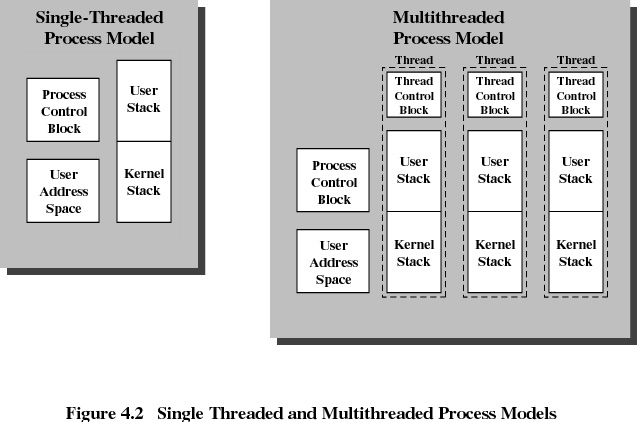 Single-Threaded
Process Model
Process
Control
Block
User
Stack
User
Address
Space
Kernel
Stack
Multithreaded
Process Model
Thread
Thread
Thread
Thread
Control
Block
Thread
Control
Block
Thread
Control
Block
Process
Control
Block
User
Stack
User
Stack
User
Stack
User
Address
Space
Kernel
Stack
Kernel
Stack
Kernel
Stack
Figure 4.2 Single Threaded and Multithreaded Process Models